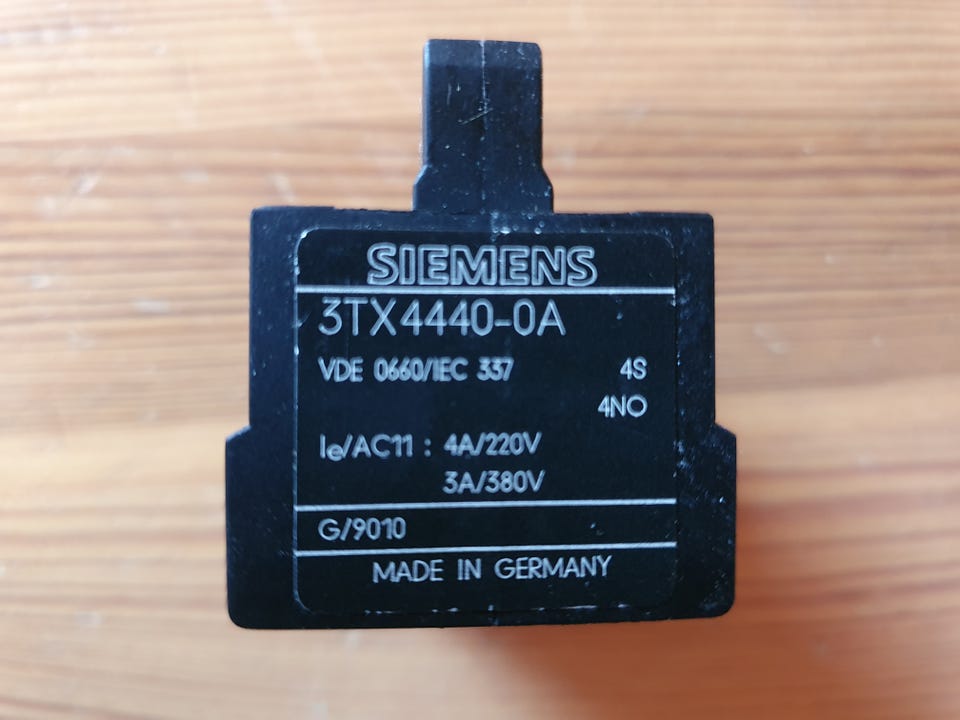 SIEMENS
3TX4440-0A
VDE 0660/IEC 337 4S
4NO
Ie/AC11 : 4A/220V
3A/380V
G/9010
MADE IN GERMANY